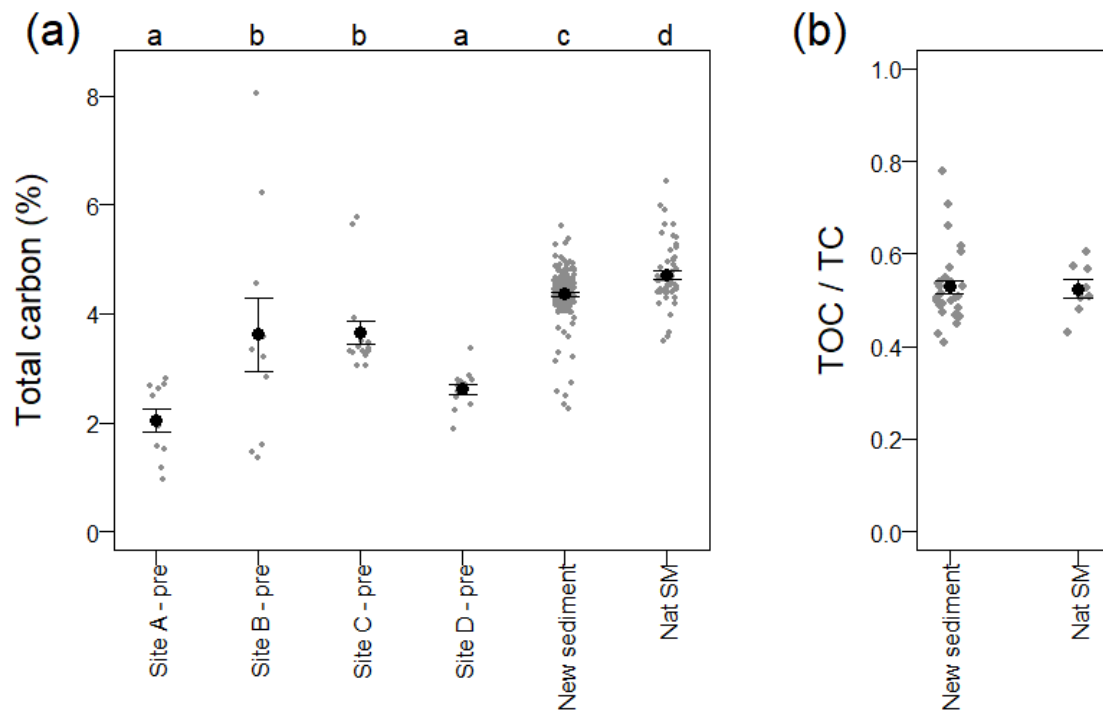 (a)
a b b a c d
Total carbon (%)
8
6
4
2
0
Site A - pre
Site B - pre
Site C - pre
Site D - pre
New sediment
Nat SM
(b)
TOC / TC
1.0
0.8
0.6
0.4
0.2
0.0
New sediment
Nat SM